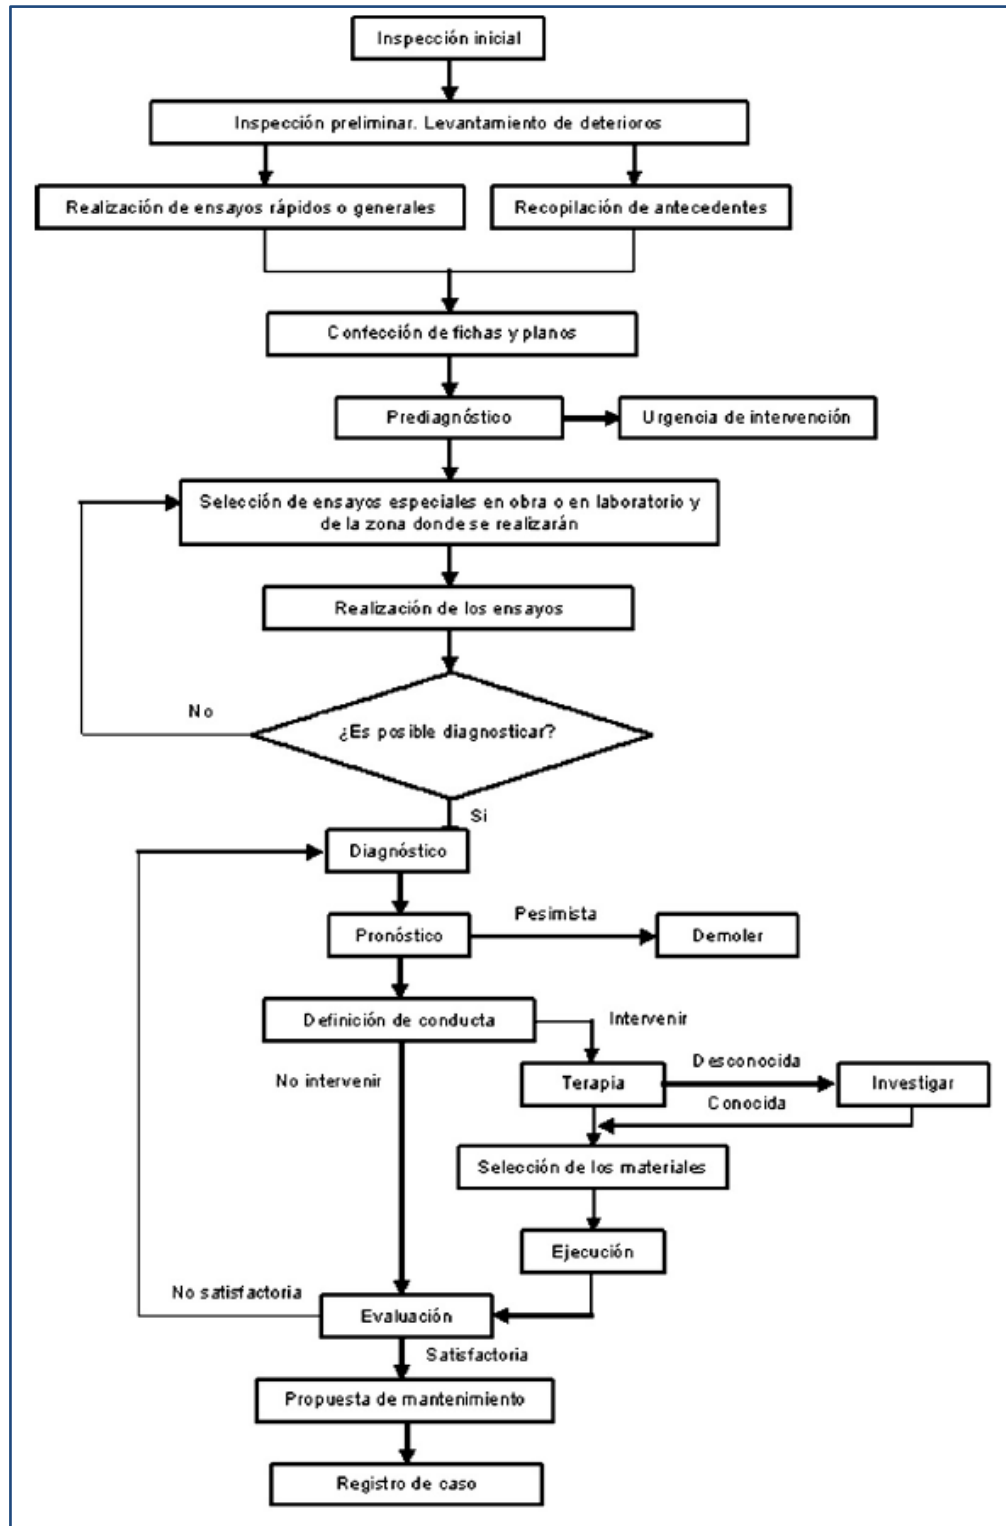 Inspección inicial
Inspección preliminar. Levantamiento de deterioros
Realización de ensayos rápidos o generales
Recopilación de antecedentes
Confección de fichas y planos
Prediagnóstico
Urgencia de intervención
Selección de ensayos especiales en obra o en laboratorio y
de la zona donde se realizarán
Realización de los ensayos
No
¿Es posible diagnosticar?
Si
Diagnóstico
Pesimista
Pronóstico
Demoler
Definición de conducta
Intervenir
No intervenir
Desconocida
Terapia
Investigar
Conocida
Selección de los materiales
Ejecución
No satisfactoria
Evaluación
Satisfactoria
Propuesta de mantenimiento
Registro de caso